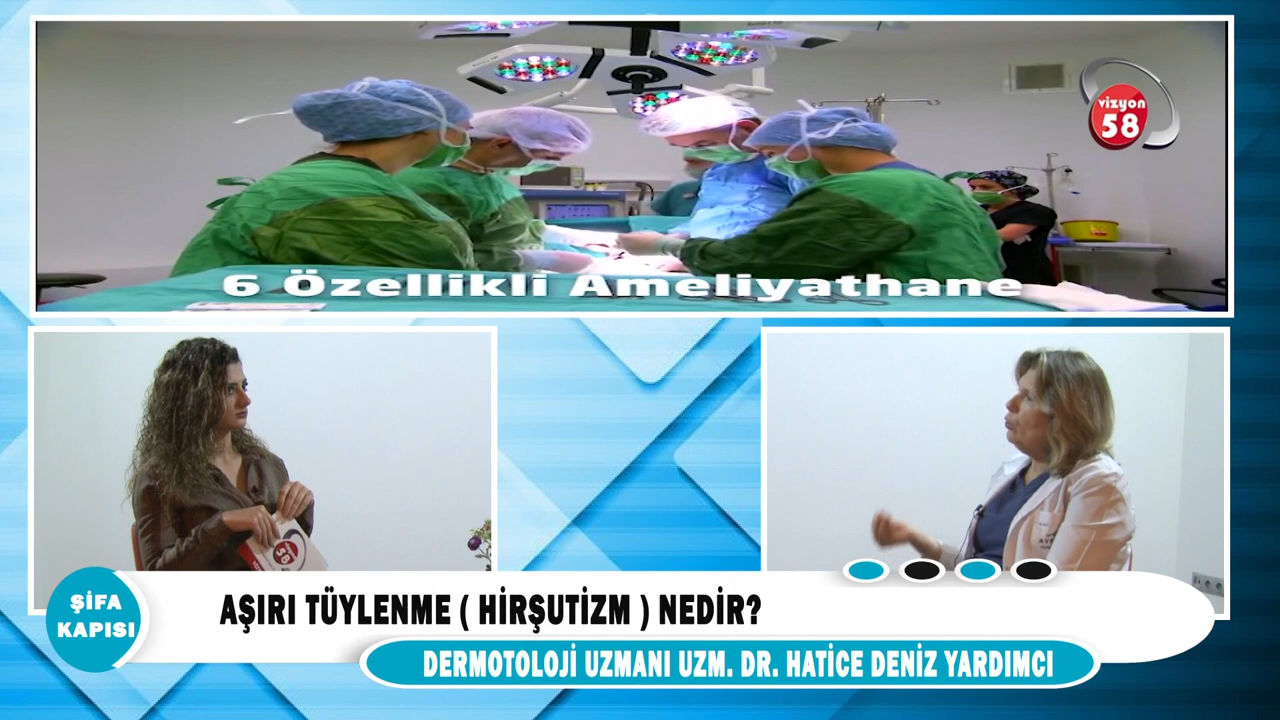 vizyon
58
6 Özellikli Ameliyathane
58
ŞİFA
KAPISI
AŞIRI TÜYLENME ( HİRŞUTİZM ) NEDİR?
DERMOTOLOJİ UZMANI UZM. DR. HATİCE DENİZ YARDIMCI